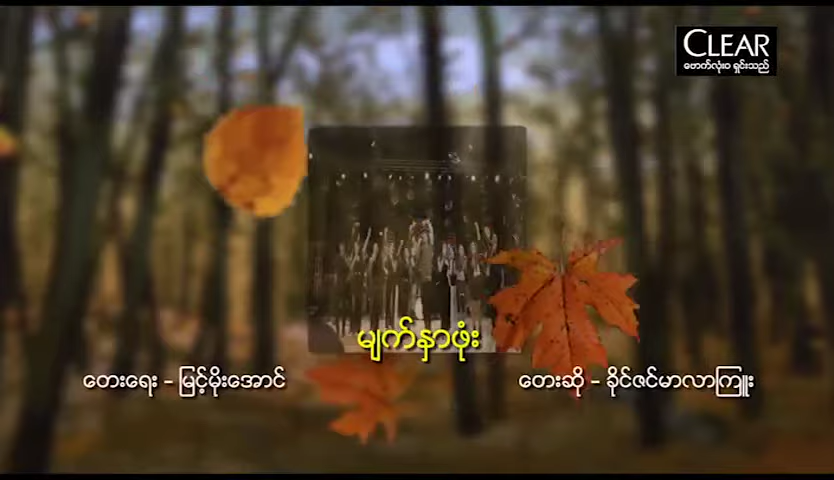 CLEAR
ဗောက်လုံးဝ ရှင်းသည်
မျက်နှာဖုံး
တေးရေး - မြင့်မိုးအောင်
တေးဆို - ခိုင်ဇင်မာလာကြူး